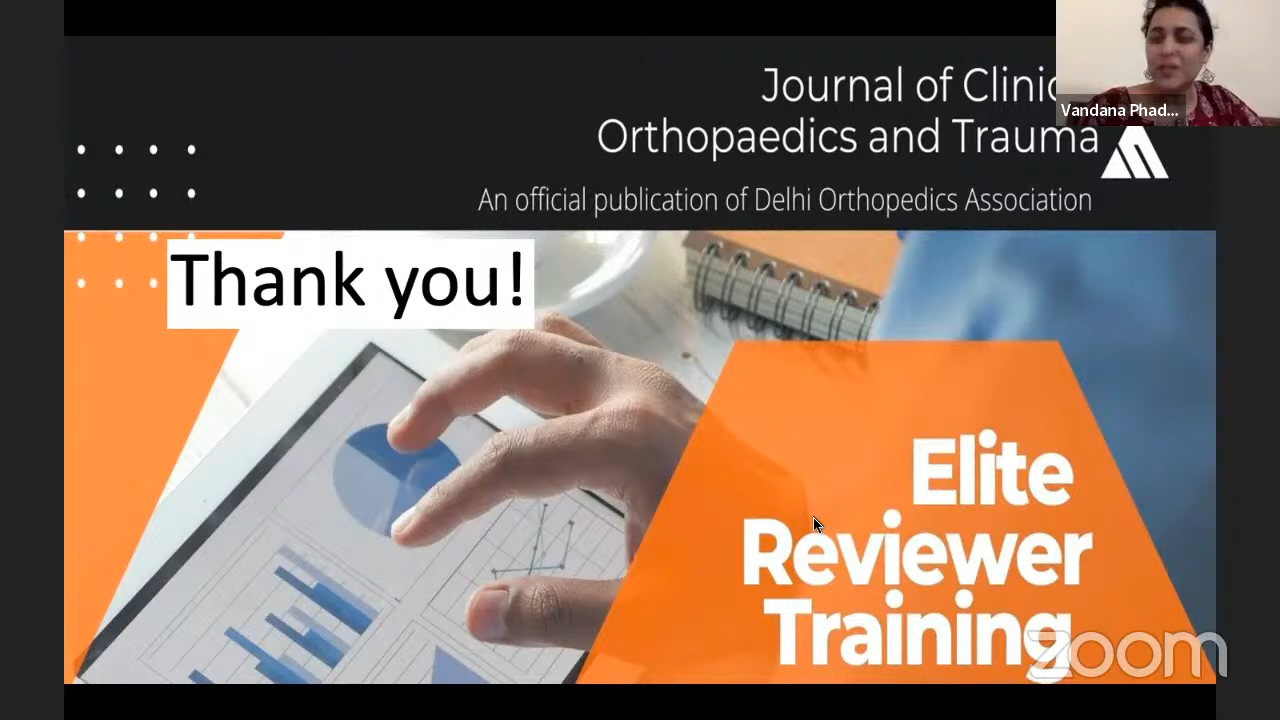 Journal of Clinic
Vandana Phad...
Orthopaedics and Trauma
An official publication of Delhi Orthopedics Association
Thank you!
Elite
Reviewer
Training
zoom